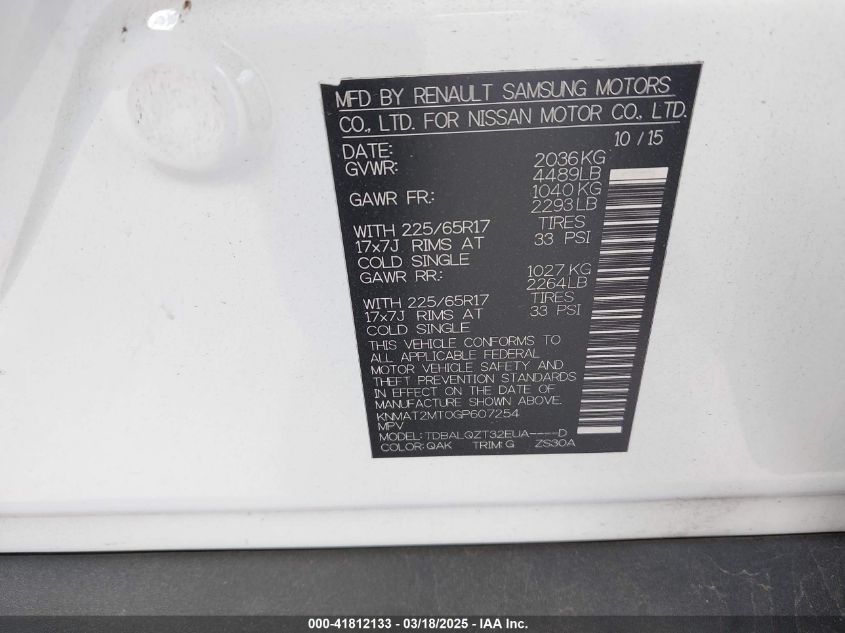 MFD BY RENAULT SAMSUNG MOTORS
CO., LTD. FOR NISSAN MOTOR CO., LTD.
DATE: 10 / 15
GVWR: 2036KG
4489LB
GAWR FR: 1040KG
2293LB
WITH 225/65R17 TIRES
17x7J RIMS AT 33 PSI
COLD SINGLE
GAWR RR: 1027KG
2264LB
WITH 225/65R17 TIRES
17x7J RIMS AT 33 PSI
COLD SINGLE
THIS VEHICLE CONFORMS TO
ALL APPLICABLE FEDERAL
MOTOR VEHICLE SAFETY AND
THEFT PREVENTION STANDARDS
IN EFFECT ON THE DATE OF
MANUFACTURE SHOWN ABOVE.
KNMAT2MT0GP607254
MPV
MODEL: TDBALQZT32EUA----D
COLOR: QAK TRIM: G ZS30A
000-41812133 - 03/18/2025 - IAAI.COM